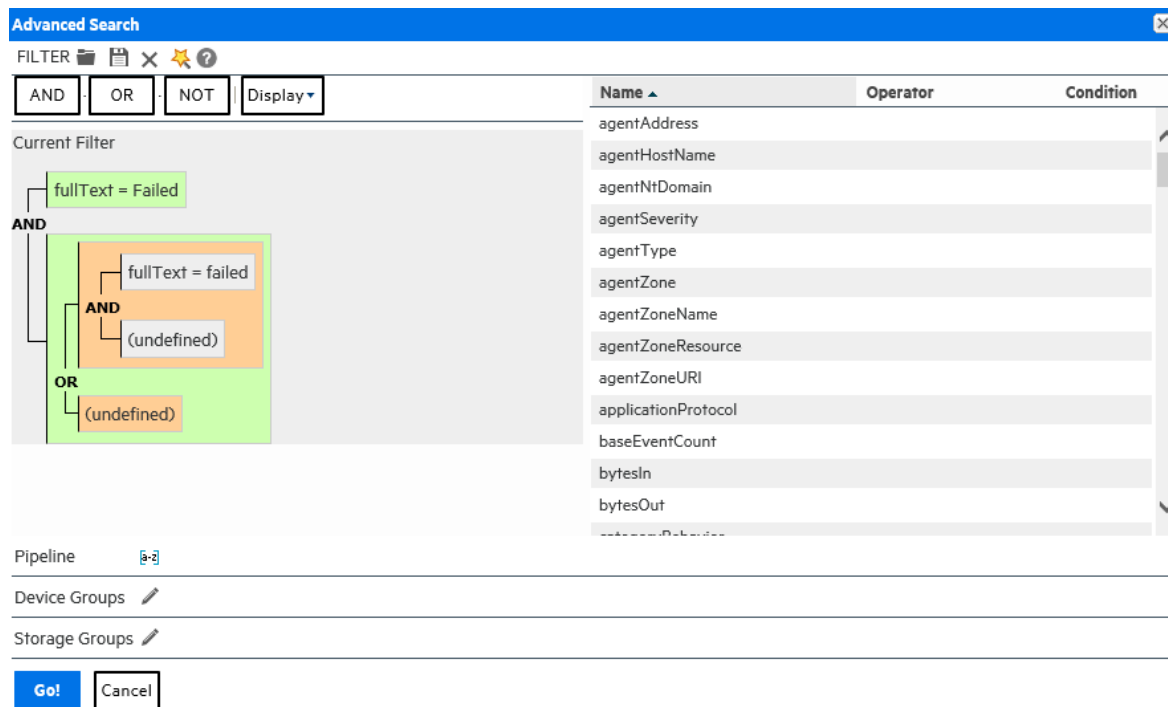 Advanced Search
FILTER
AND OR NOT Display
Name Operator Condition
Current Filter
fullText = Failed
AND
fullText = failed
AND
(undefined)
OR
(undefined)
agentAddress
agentHostName
agentNtDomain
agentSeverity
agentType
agentZone
agentZoneName
agentZoneResource
agentZoneURI
applicationProtocol
baseEventCount
bytesIn
bytesOut
categoryBehavior
Pipeline [a-z]
Device Groups
Storage Groups
Go! Cancel